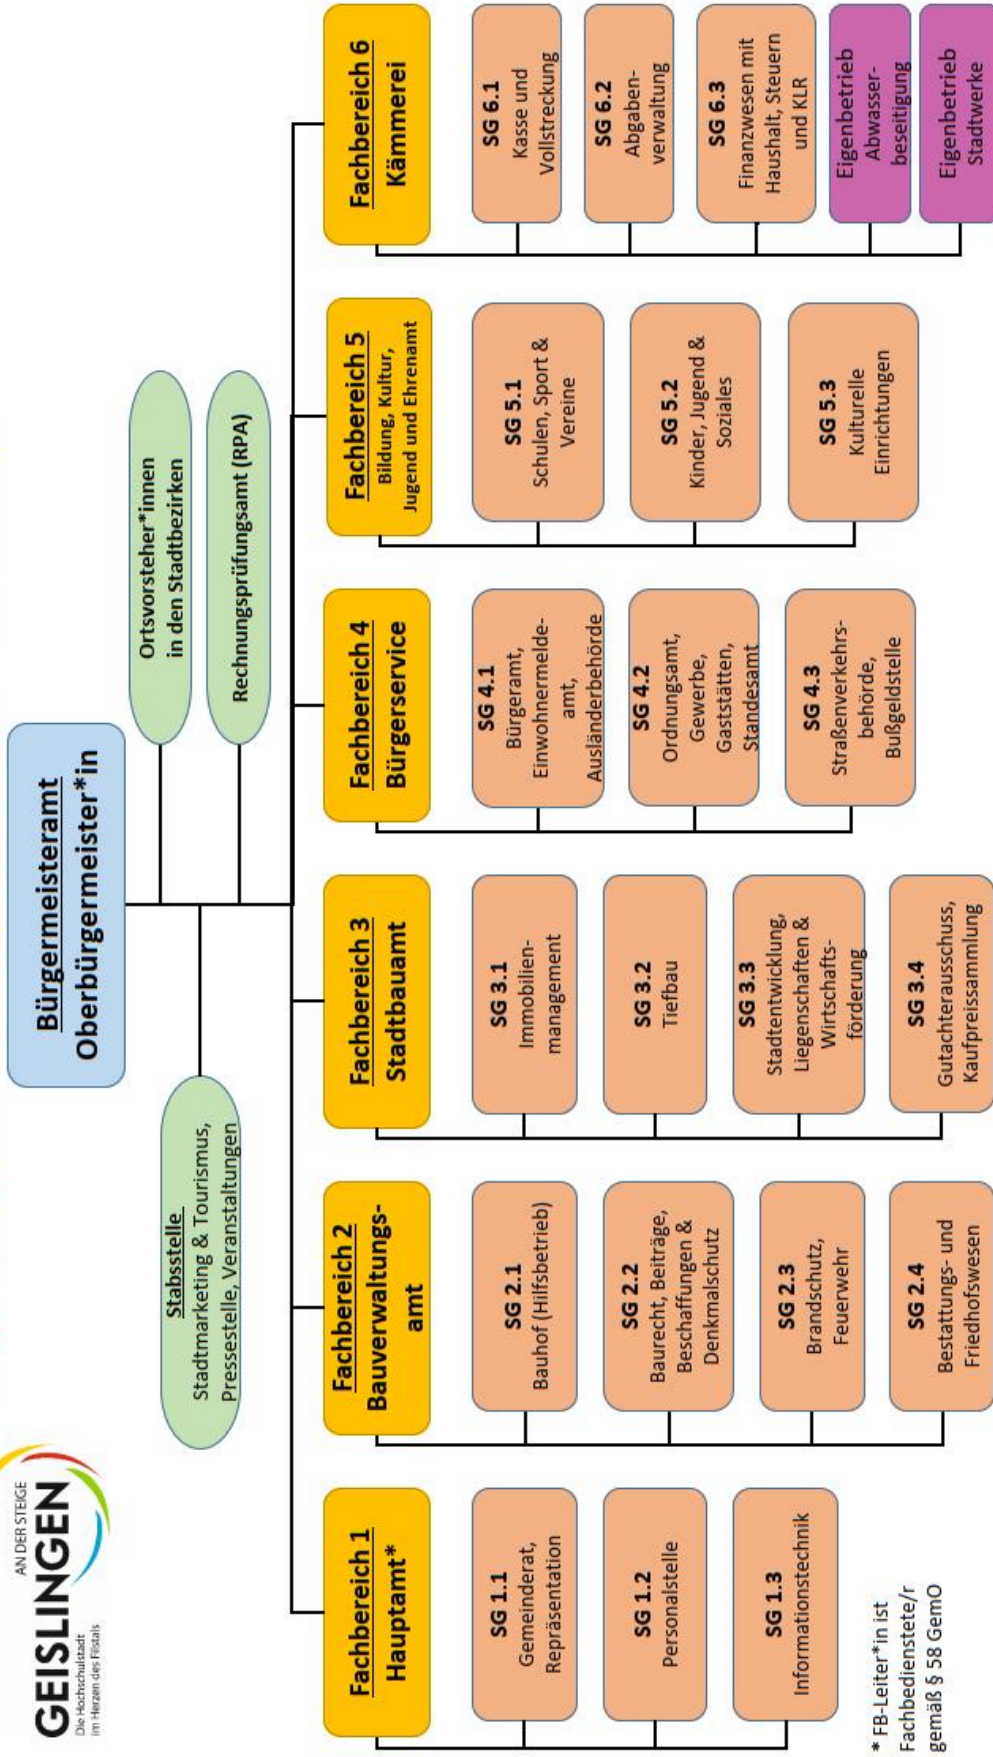 AN DER STEIGE
GEISLINGEN
Die Hochschulstadt
im Herzen des Filstals
Bürgermeisteramt
Oberbürgermeister*in
Stabsstelle
Stadtmarketing & Tourismus,
Pressestelle, Veranstaltungen
Ortsvorsteher*innen
in den Stadtbezirken
Rechnungsprüfungsamt (RPA)
Fachbereich 1
Hauptamt*
SG 1.1
Gemeinderat,
Repräsentation
SG 1.2
Personalstelle
SG 1.3
Informationstechnik
* FB-Leiter*in ist
Fachbedienstete/r
gemäß § 58 GemO
Fachbereich 2
Bauverwaltungs-
amt
SG 2.1
Bauhof (Hilfsbetrieb)
SG 2.2
Baurecht, Beiträge,
Beschaffungen &
Denkmalschutz
SG 2.3
Brandschutz,
Feuerwehr
SG 2.4
Bestattungs- und
Friedhofswesen
Fachbereich 3
Stadtbauamt
SG 3.1
Immobilien-
management
SG 3.2
Tiefbau
SG 3.3
Stadtentwicklung,
Liegenschaften &
Wirtschafts-
förderung
SG 3.4
Gutachterausschuss,
Kaufpreissammlung
Fachbereich 4
Bürgerservice
SG 4.1
Bürgeramt,
Einwohnermelde-
amt,
Ausländerbehörde
SG 4.2
Ordnungsamt,
Gewerbe,
Gaststätten,
Standesamt
SG 4.3
Straßenverkehrs-
behörde,
Bußgeldstelle
Fachbereich 5
Bildung, Kultur,
Jugend und Ehrenamt
SG 5.1
Schulen, Sport &
Vereine
SG 5.2
Kinder, Jugend &
Soziales
SG 5.3
Kulturelle
Einrichtungen
Fachbereich 6
Kämmerei
SG 6.1
Kasse und
Vollstreckung
SG 6.2
Abgaben-
verwaltung
SG 6.3
Finanzwesen mit
Haushalt, Steuern
und KLR
Eigenbetrieb
Abwasser-
beseitigung
Eigenbetrieb
Stadtwerke